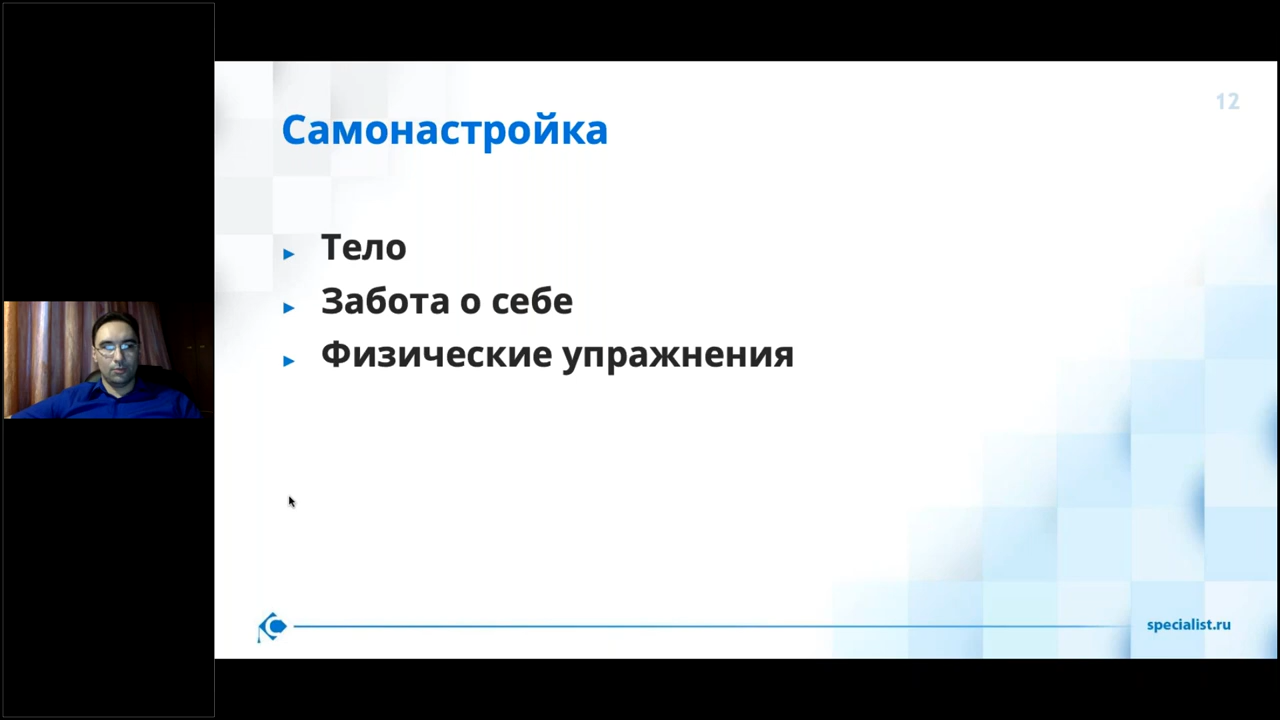 12
Самонастройка
Тело
Забота о себе
Физические упражнения
specialist.ru